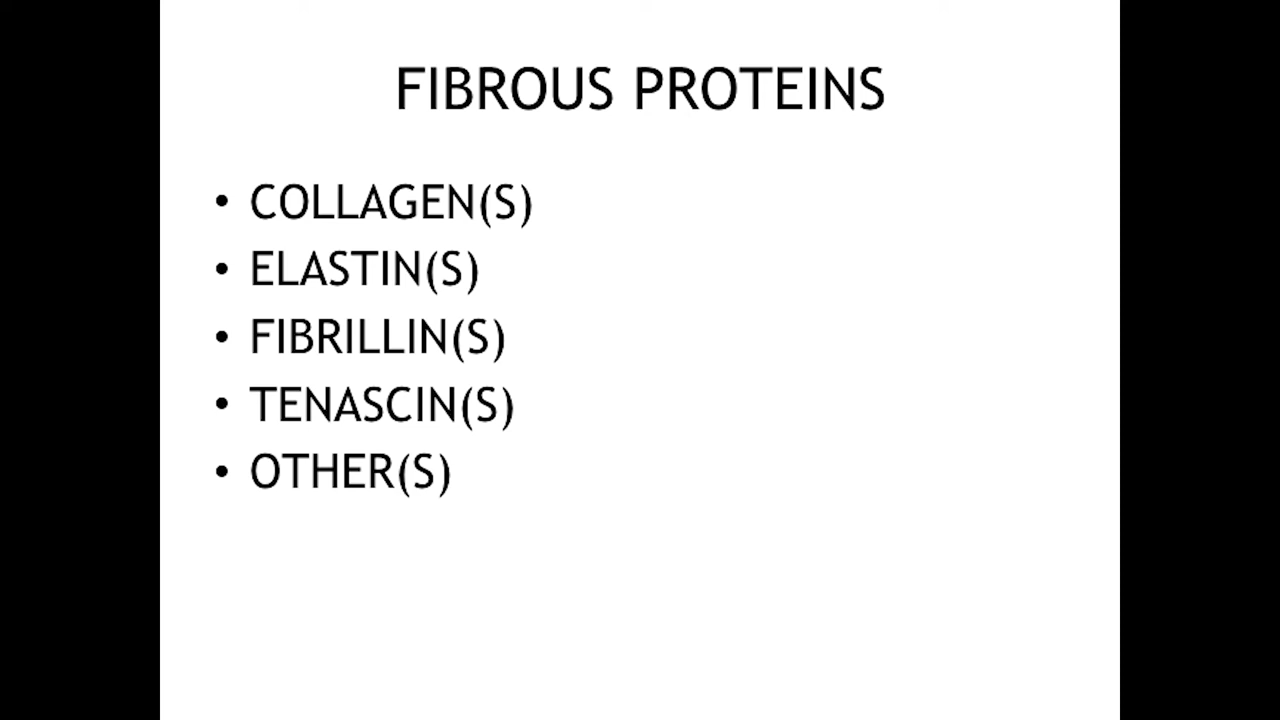 FIBROUS PROTEINS
• COLLAGEN(S)
• ELASTIN(S)
• FIBRILLIN(S)
• TENASCIN(S)
• OTHER(S)